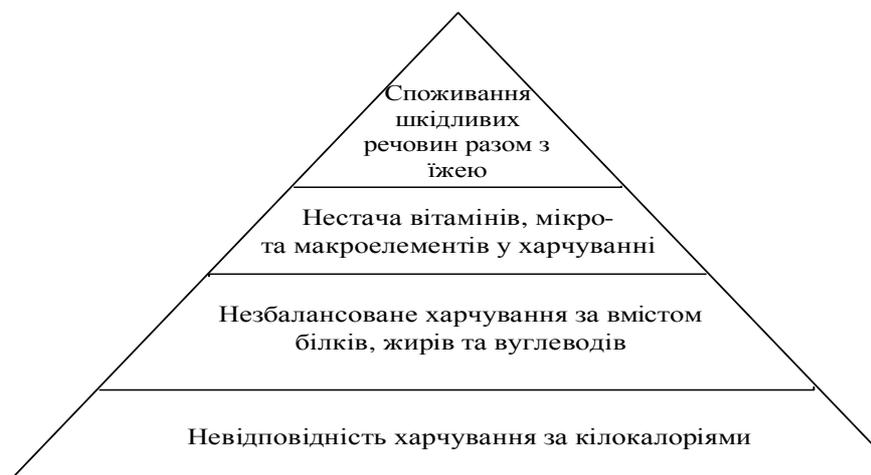 Споживання
шкідливих
речовин разом з
їжею
Нестача вітамінів, мікро-
та макроелементів у харчуванні
Незбалансоване харчування за вмістом
білків, жирів та вуглеводів
Невідповідність харчування за кілокалоріями